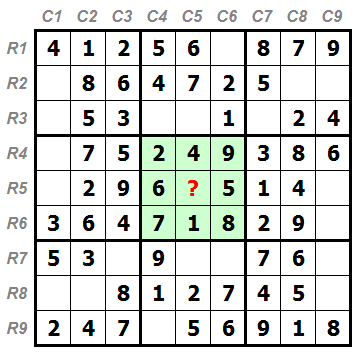 C1 C2 C3 C4 C5 C6 C7 C8 C9
R1 4 1 2 5 6 8 7 9
R2 8 6 4 7 2 5
R3 5 3 1 2 4
R4 7 5 2 4 9 3 8 6
R5 2 9 6 ? 5 1 4
R6 3 6 4 7 1 8 2 9
R7 5 3 9 7 6
R8 8 1 2 7 4 5
R9 2 4 7 5 6 9 1 8